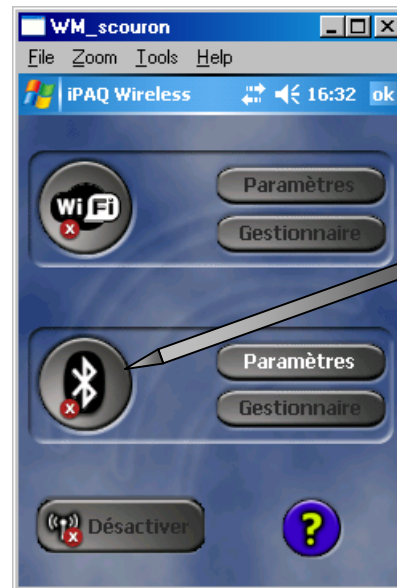 WM_scouron
File Zoom Tools Help
iPAQ Wireless 16:32 ok
Wi Fi Paramètres
Gestionnaire
Paramètres
Gestionnaire
Désactiver
?